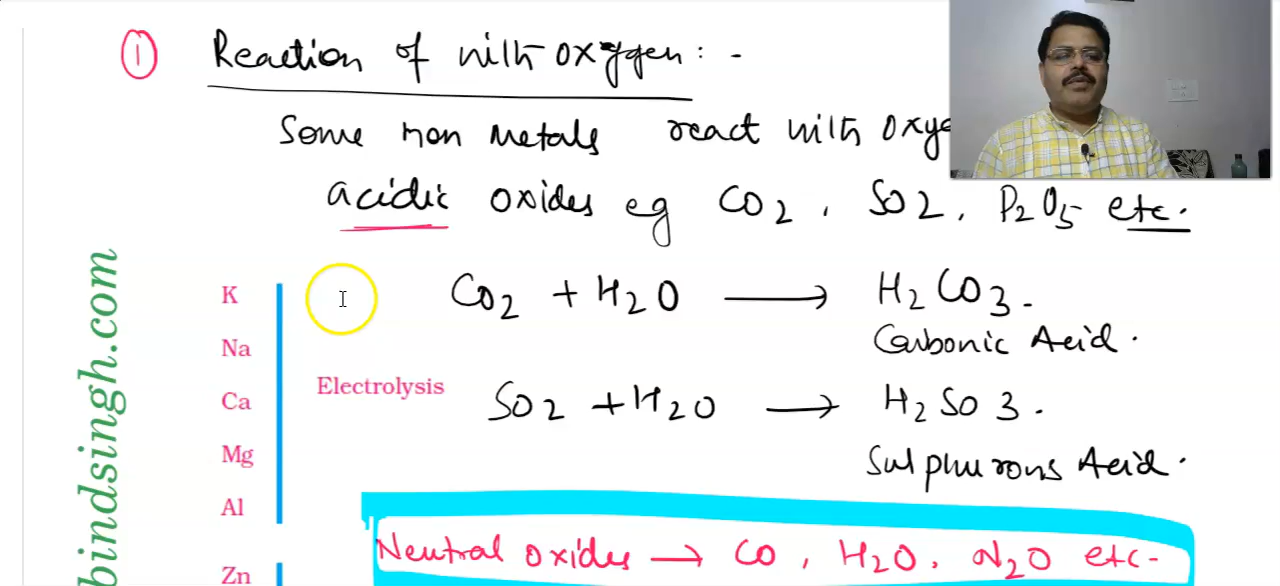 ① Reaction of with oxygen : -
Some non metals react with oxyge
acidic oxides eg CO2 , SO2 , P2O5 etc.
K
CO2 + H2O ⟶ H2CO3.
Na
Carbonic Acid .
Electrolysis
Ca
SO2 + H2O ⟶ H2SO3.
Mg
Sulphurous Acid .
Al
Neutral oxides → CO , H2O , N2O etc-
Zn
bindsingh.com